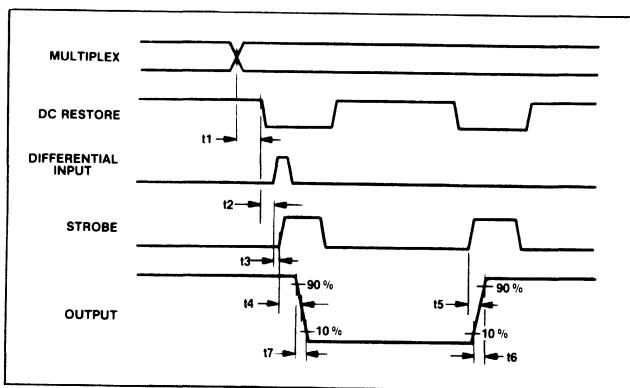 MULTIPLEX
DC RESTORE
t1
DIFFERENTIAL
INPUT
t2
STROBE
t3
90 %
t4
t5
90 %
OUTPUT
10 %
10 %
t7
t6